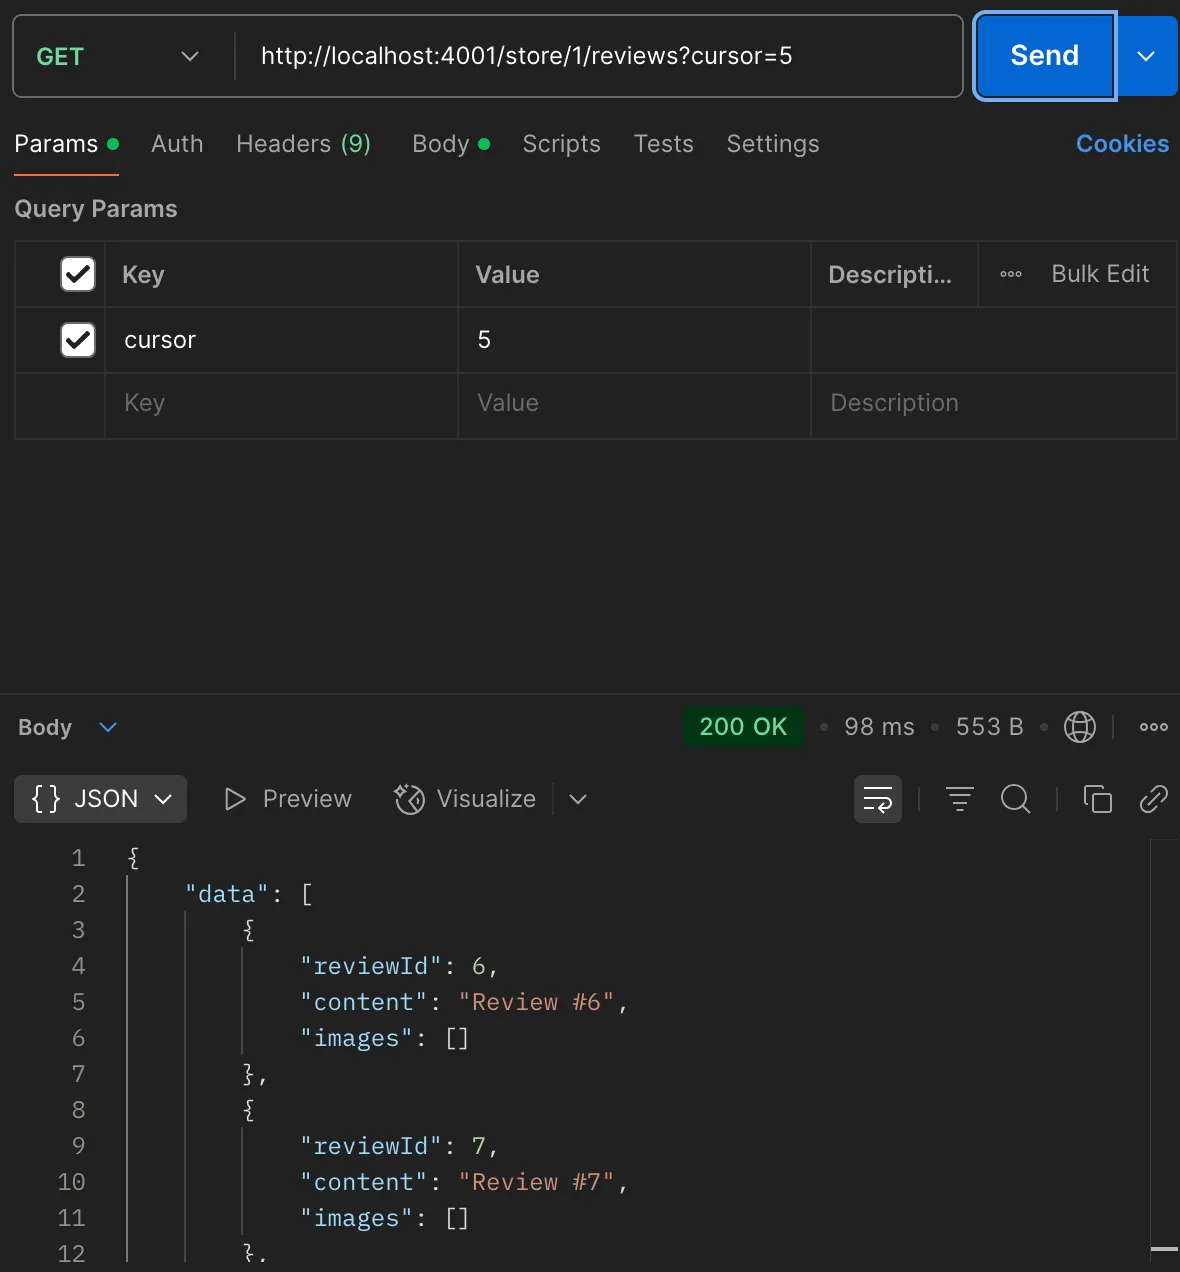 GET http://localhost:4001/store/1/reviews?cursor=5 Send
Params Auth Headers (9) Body Scripts Tests Settings Cookies
Query Params
Key Value Descripti... Bulk Edit
cursor 5
Key Value Description
Body 200 OK 98 ms 553 B
{} JSON Preview Visualize
1 {
2 "data": [
3 {
4 "reviewId": 6,
5 "content": "Review #6",
6 "images": []
7 },
8 {
9 "reviewId": 7,
10 "content": "Review #7",
11 "images": []
12 },